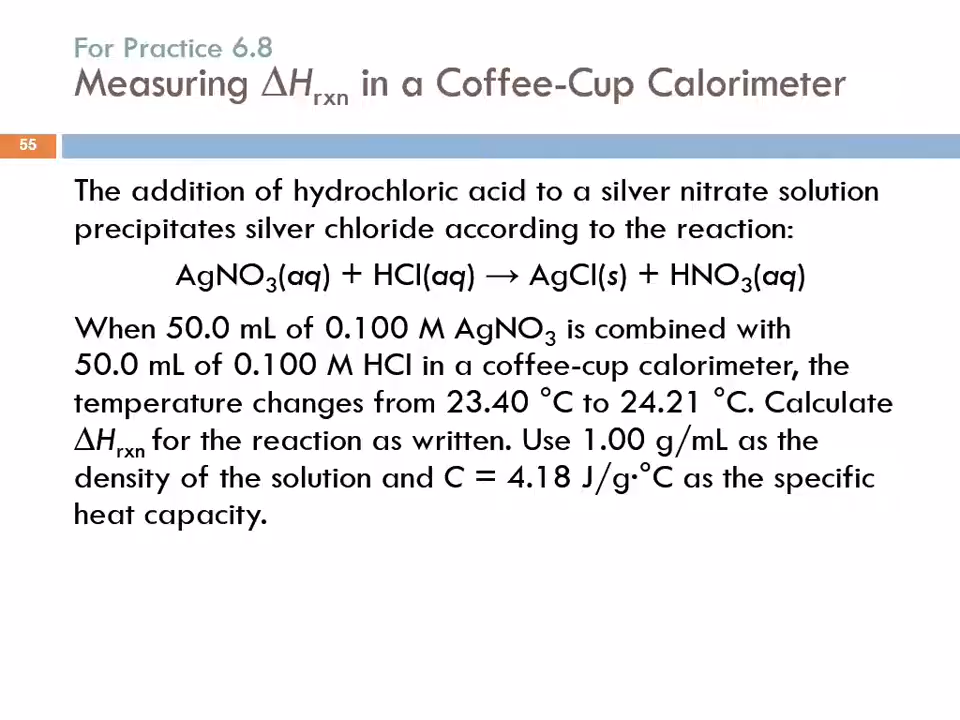 For Practice 6.8
Measuring ΔHrxn in a Coffee-Cup Calorimeter
55
The addition of hydrochloric acid to a silver nitrate solution
precipitates silver chloride according to the reaction:
AgNO₃(aq) + HCl(aq) → AgCl(s) + HNO₃(aq)
When 50.0 mL of 0.100 M AgNO₃ is combined with
50.0 mL of 0.100 M HCl in a coffee-cup calorimeter, the
temperature changes from 23.40 °C to 24.21 °C. Calculate
ΔHrxn for the reaction as written. Use 1.00 g/mL as the
density of the solution and C = 4.18 J/g·°C as the specific
heat capacity.